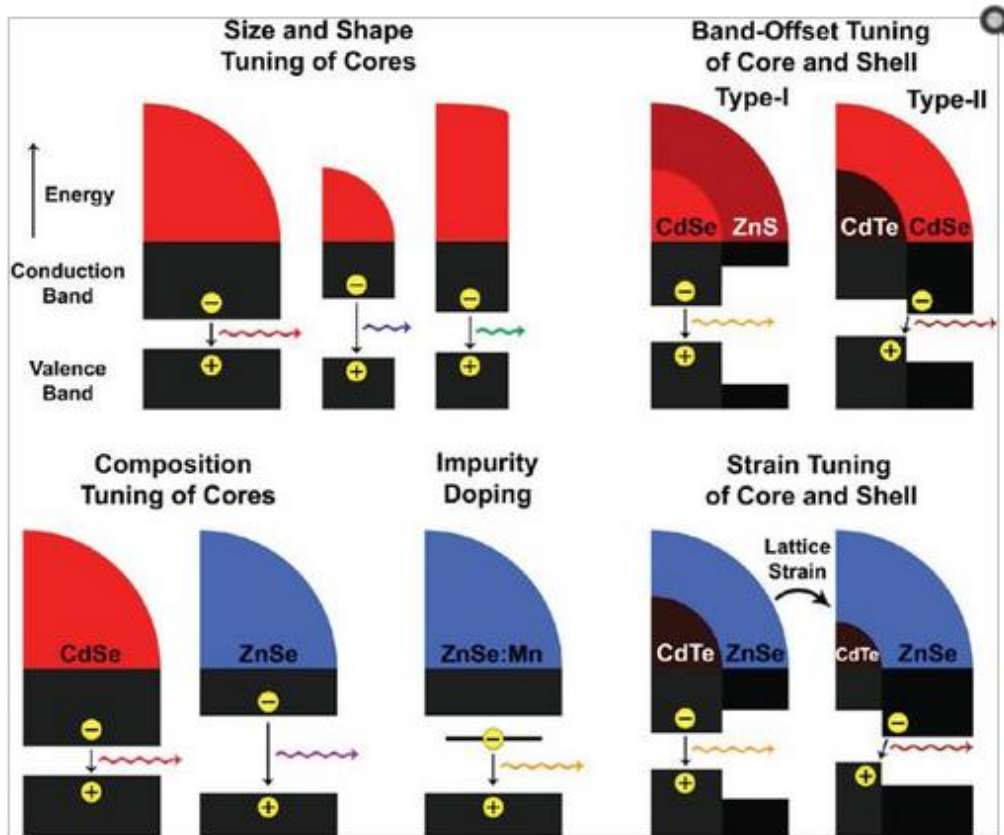 Size and Shape
Tuning of Cores
Band-Offset Tuning
of Core and Shell
Type-I
Type-II
Energy
CdSe
ZnS
CdTe
CdSe
Conduction
Band
−
−
−
−
−
Valence
Band
+
+
+
+
+
Composition
Tuning of Cores
Impurity
Doping
Strain Tuning
of Core and Shell
Lattice
Strain
CdSe
ZnSe
ZnSe:Mn
CdTe
ZnSe
CdTe
ZnSe
−
−
−
−
−
+
+
+
+
+